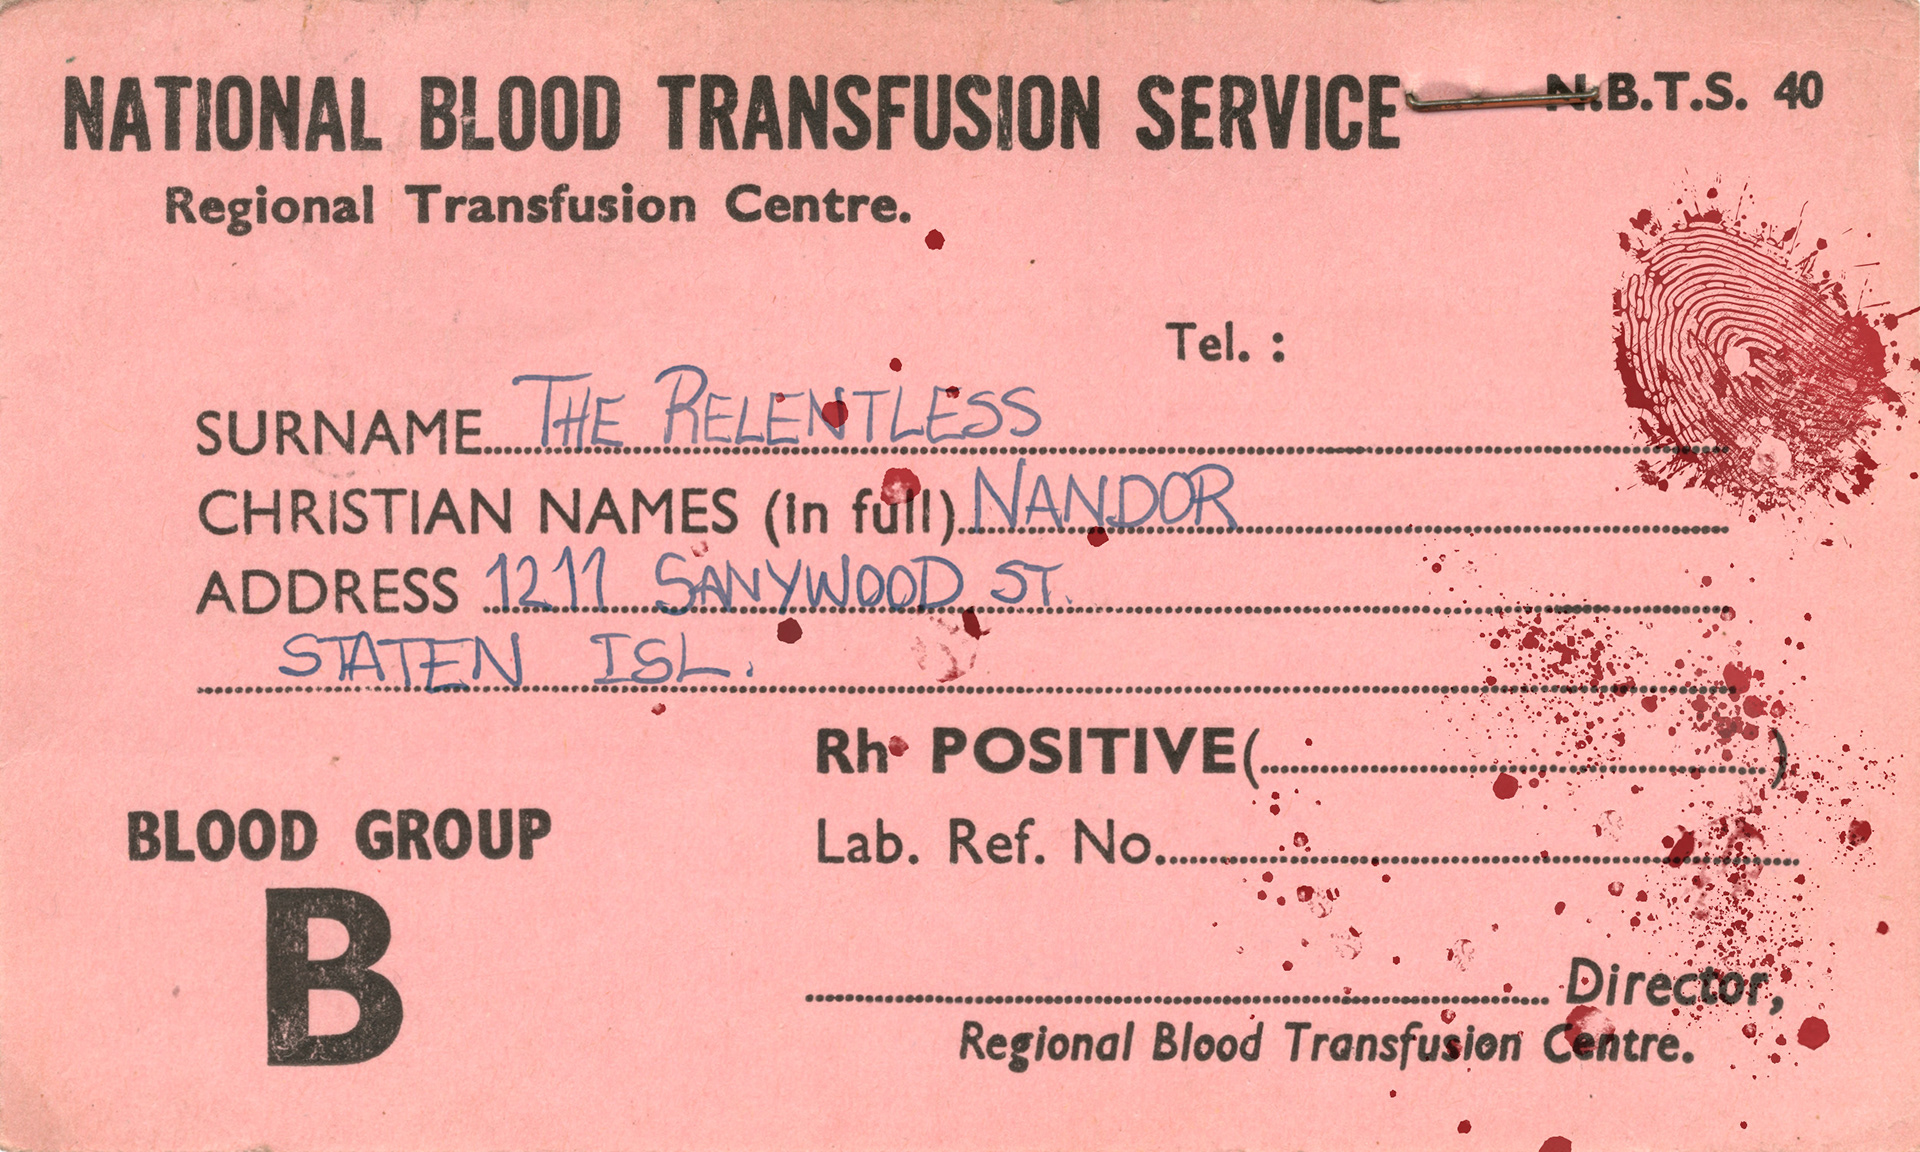 NATIONAL BLOOD TRANSFUSION SERVICE N.B.T.S. 40
Regional Transfusion Centre.
Tel. :
SURNAME THE RELENTLESS
CHRISTIAN NAMES (in full) NANDOR
ADDRESS 1211 SANYWOOD ST.
STATEN ISL.
Rh POSITIVE ( )
BLOOD GROUP
Lab. Ref. No.
B
Director,
Regional Blood Transfusion Centre.